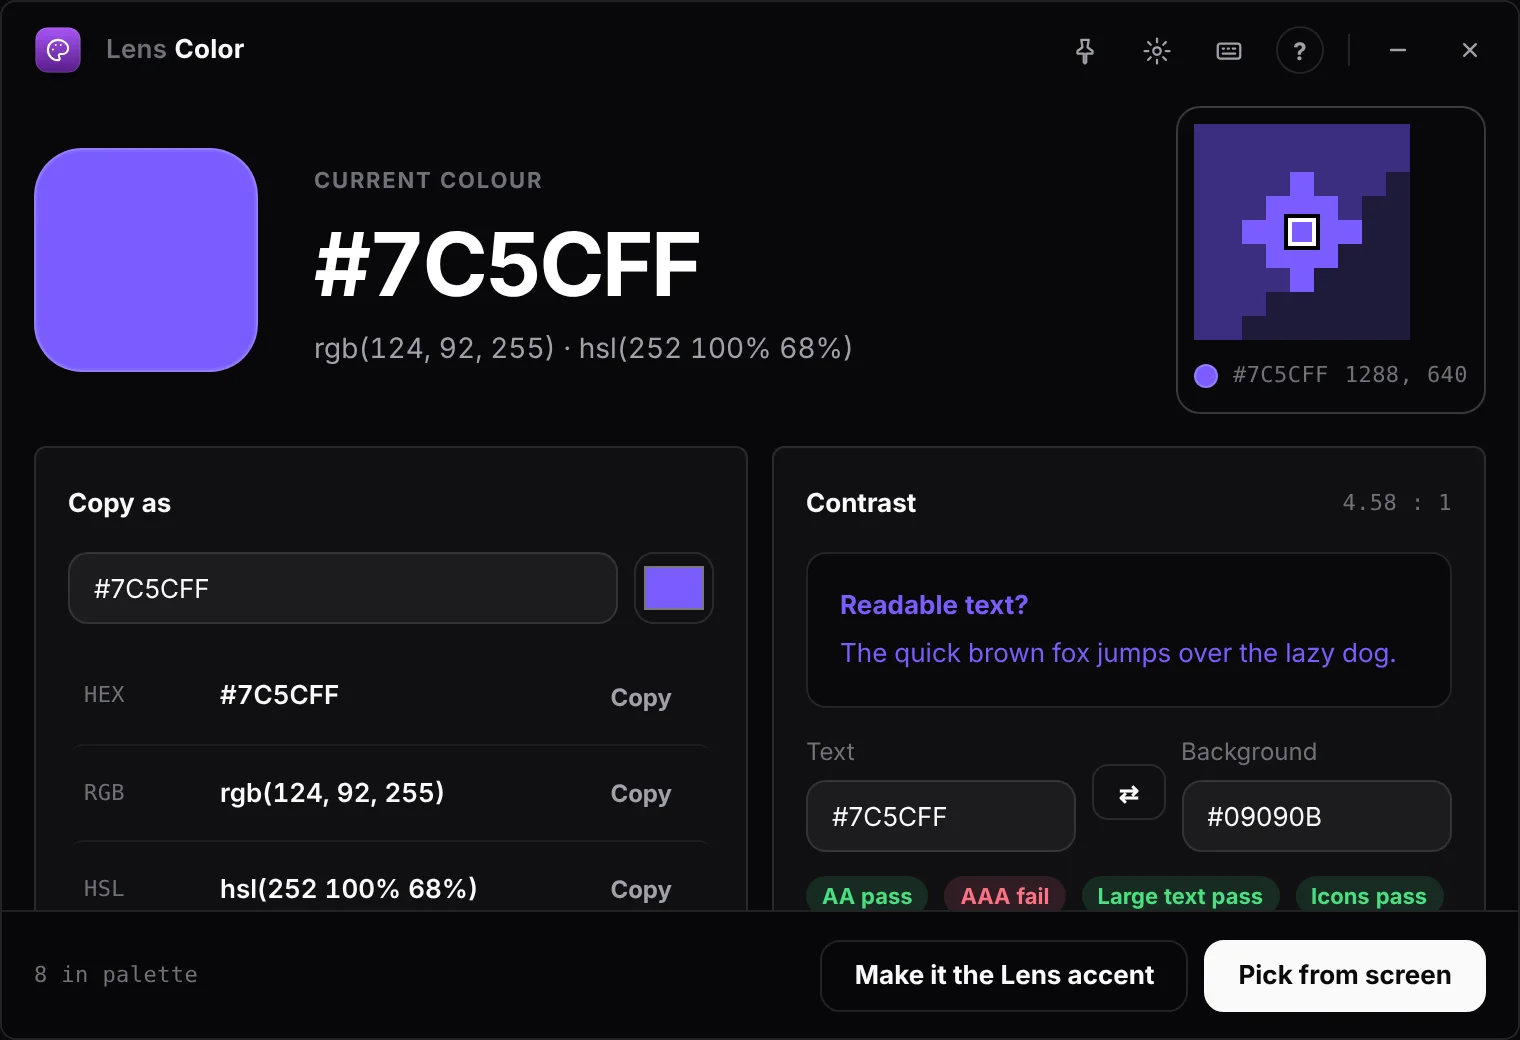 Lens Color
?
CURRENT COLOUR
#7C5CFF
rgb(124, 92, 255) · hsl(252 100% 68%)
#7C5CFF 1288, 640
Copy as
#7C5CFF
HEX #7C5CFF Copy
RGB rgb(124, 92, 255) Copy
HSL hsl(252 100% 68%) Copy
Contrast 4.58 : 1
Readable text?
The quick brown fox jumps over the lazy dog.
Text Background
#7C5CFF ⇄ #09090B
AA pass AAA fail Large text pass Icons pass
8 in palette Make it the Lens accent Pick from screen